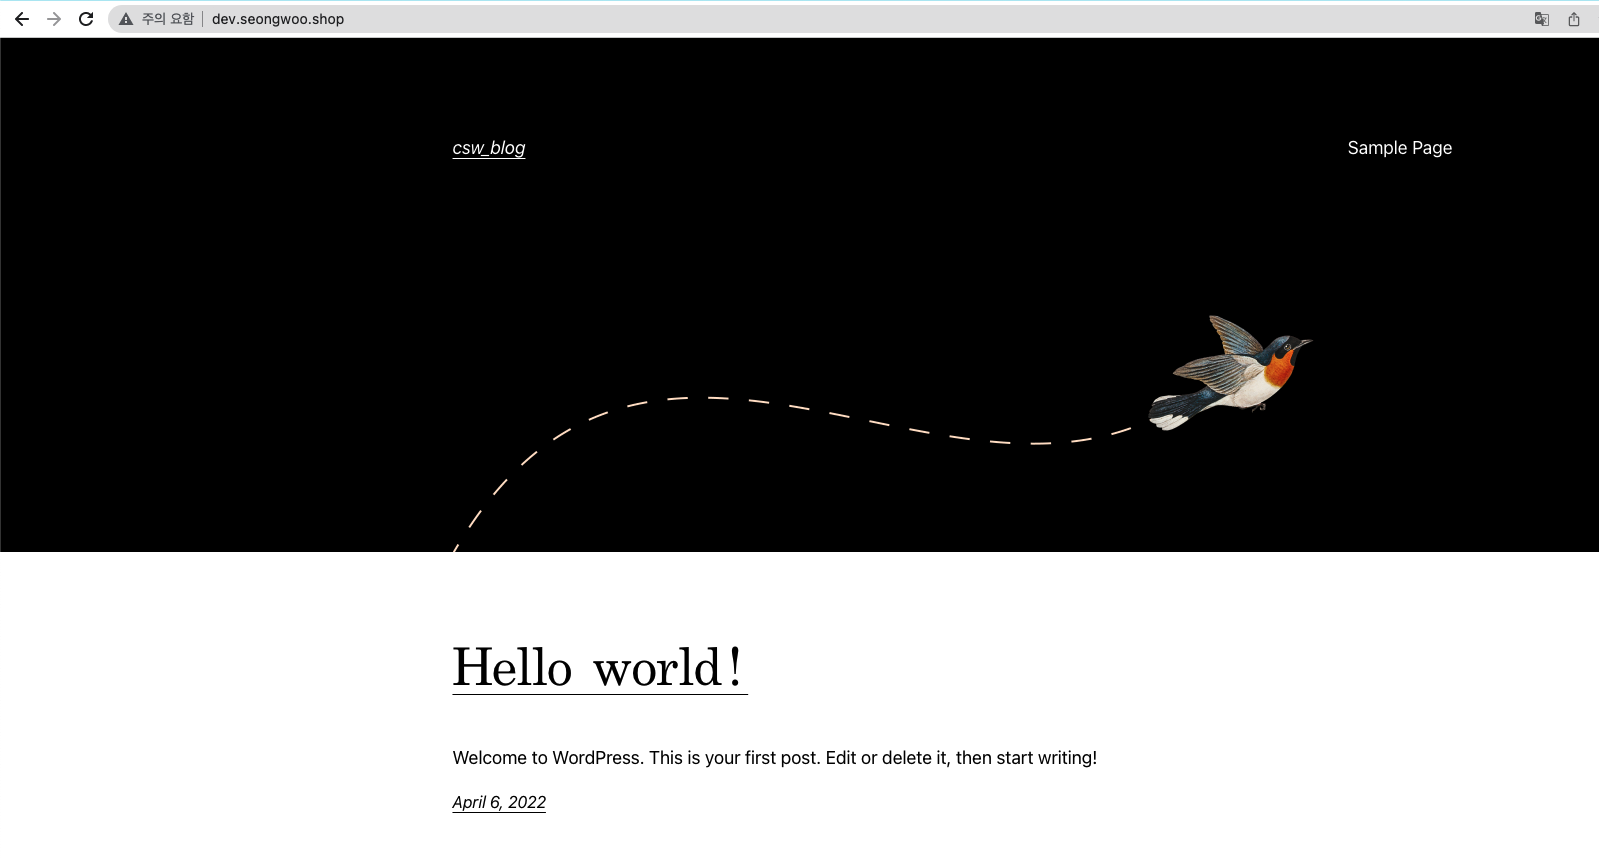 주의 요함 dev.seongwoo.shop
csw_blog Sample Page
Hello world!
Welcome to WordPress. This is your first post. Edit or delete it, then start writing!
April 6, 2022